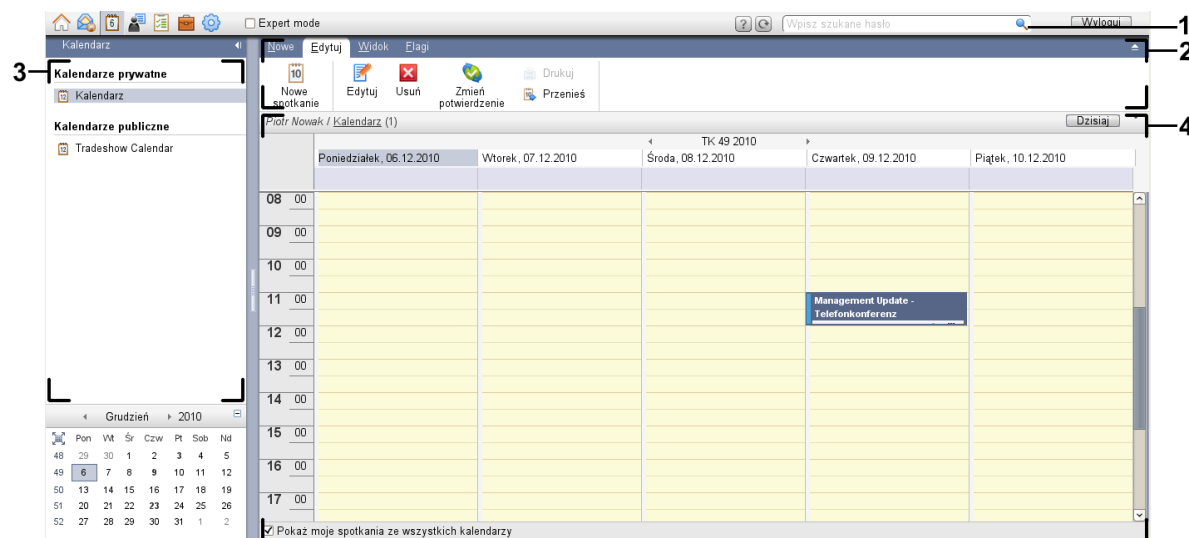 Expert mode
Wpisz szukane hasło
Wyloguj
1
Kalendarz
Nowe Edytuj Widok Flagi
2
3
Kalendarze prywatne
Kalendarz
Kalendarze publiczne
Tradeshow Calendar
10
Nowe spotkanie
Edytuj
Usuń
Zmień potwierdzenie
Drukuj
Przenieś
Piotr Nowak / Kalendarz (1)
Dzisiaj
4
TK 49 2010
Poniedziałek, 06.12.2010 Wtorek, 07.12.2010 Środa, 08.12.2010 Czwartek, 09.12.2010 Piątek, 10.12.2010
08 00
09 00
10 00
11 00
Management Update -
Telefonkonferenz
12 00
13 00
14 00
15 00
16 00
17 00
Grudzień 2010
Pon Wt Śr Czw Pt Sob Nd
48 29 30 1 2 3 4 5
49 6 7 8 9 10 11 12
50 13 14 15 16 17 18 19
51 20 21 22 23 24 25 26
52 27 28 29 30 31 1 2
Pokaż moje spotkania ze wszystkich kalendarzy